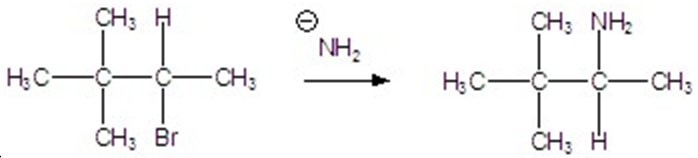 CH₃ H
⊖
NH₂
H₃C C C CH₃
CH₃ Br
CH₃ NH₂
H₃C C C CH₃
CH₃ H